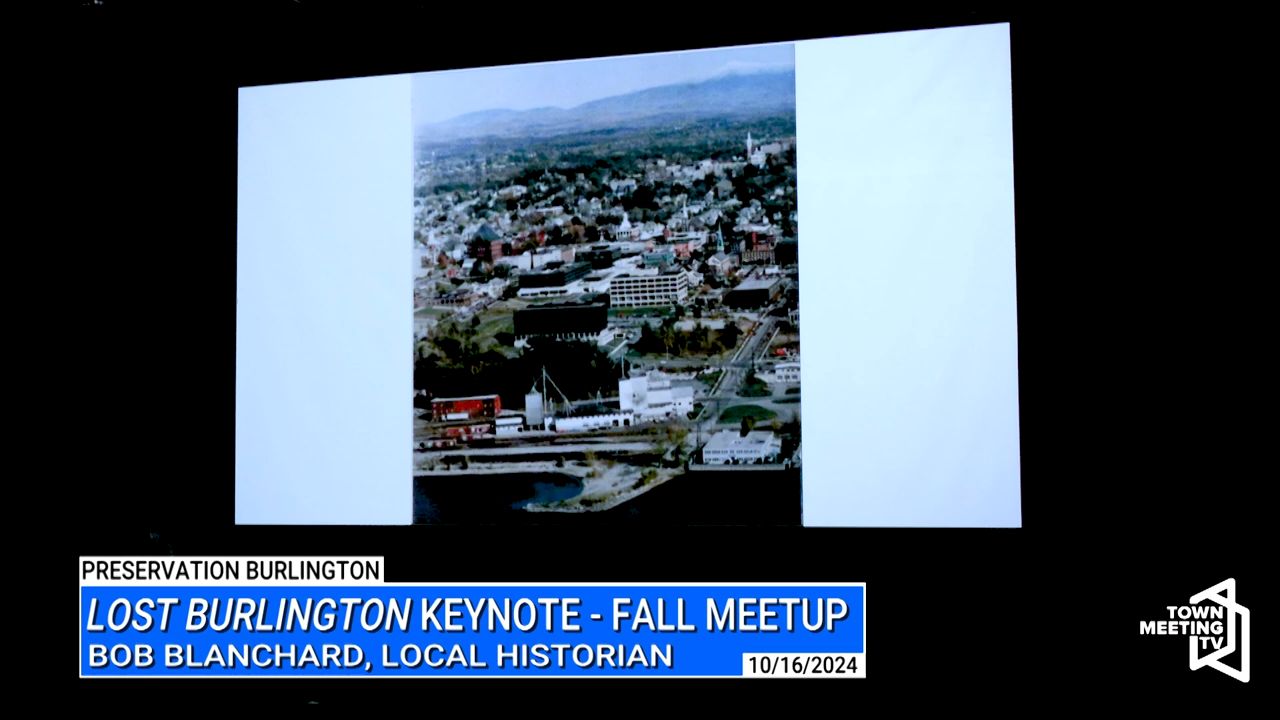 PRESERVATION BURLINGTON
LOST BURLINGTON KEYNOTE - FALL MEETUP
BOB BLANCHARD, LOCAL HISTORIAN
10/16/2024
TOWN
MEETING
TV